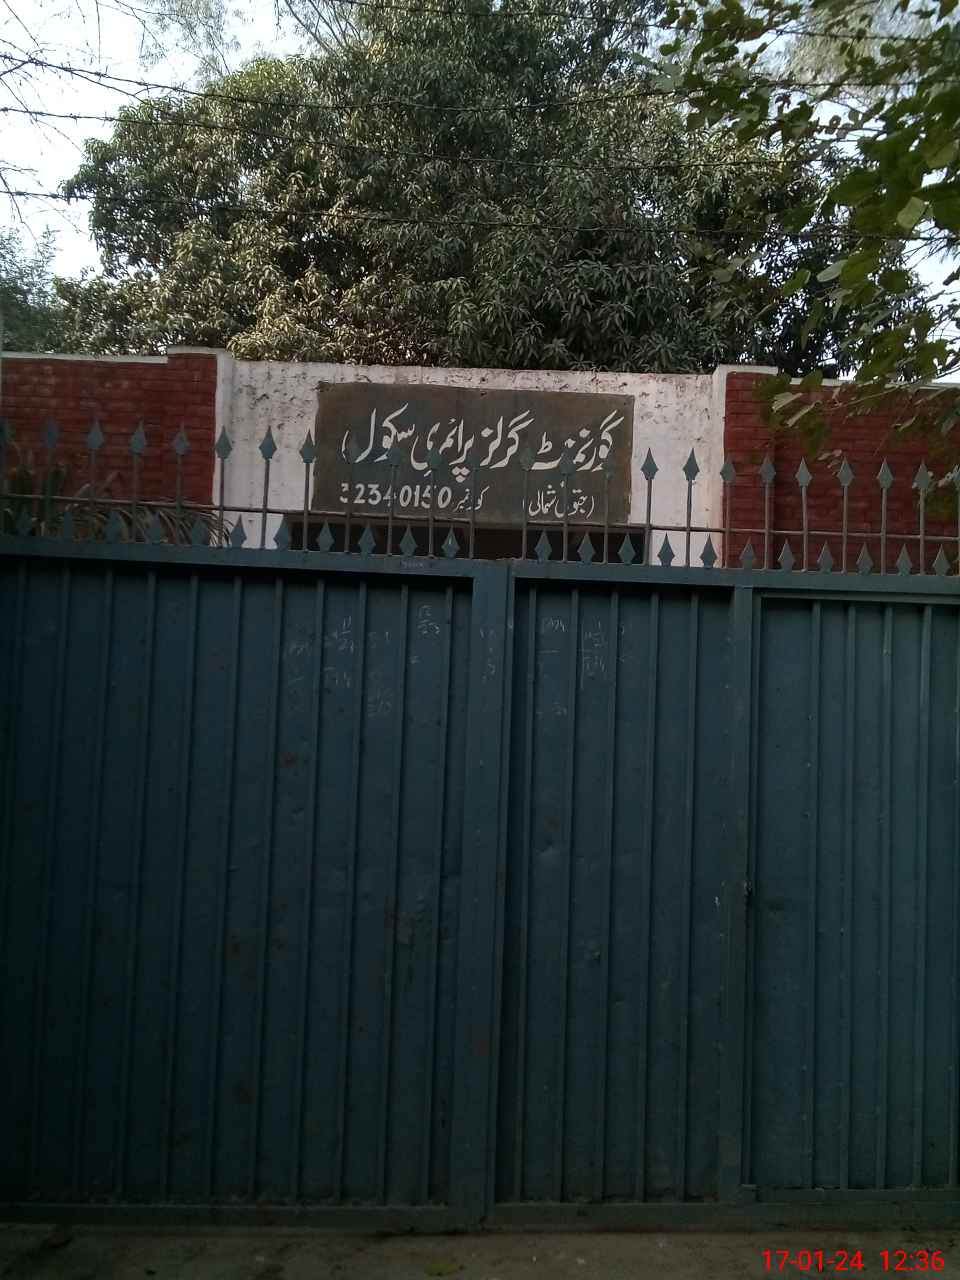 گورنمنٹ گرلز پرائمری سکول (
(جتوئی شمالی) کوڈ نمبر 32340150
17-01-24 12:36